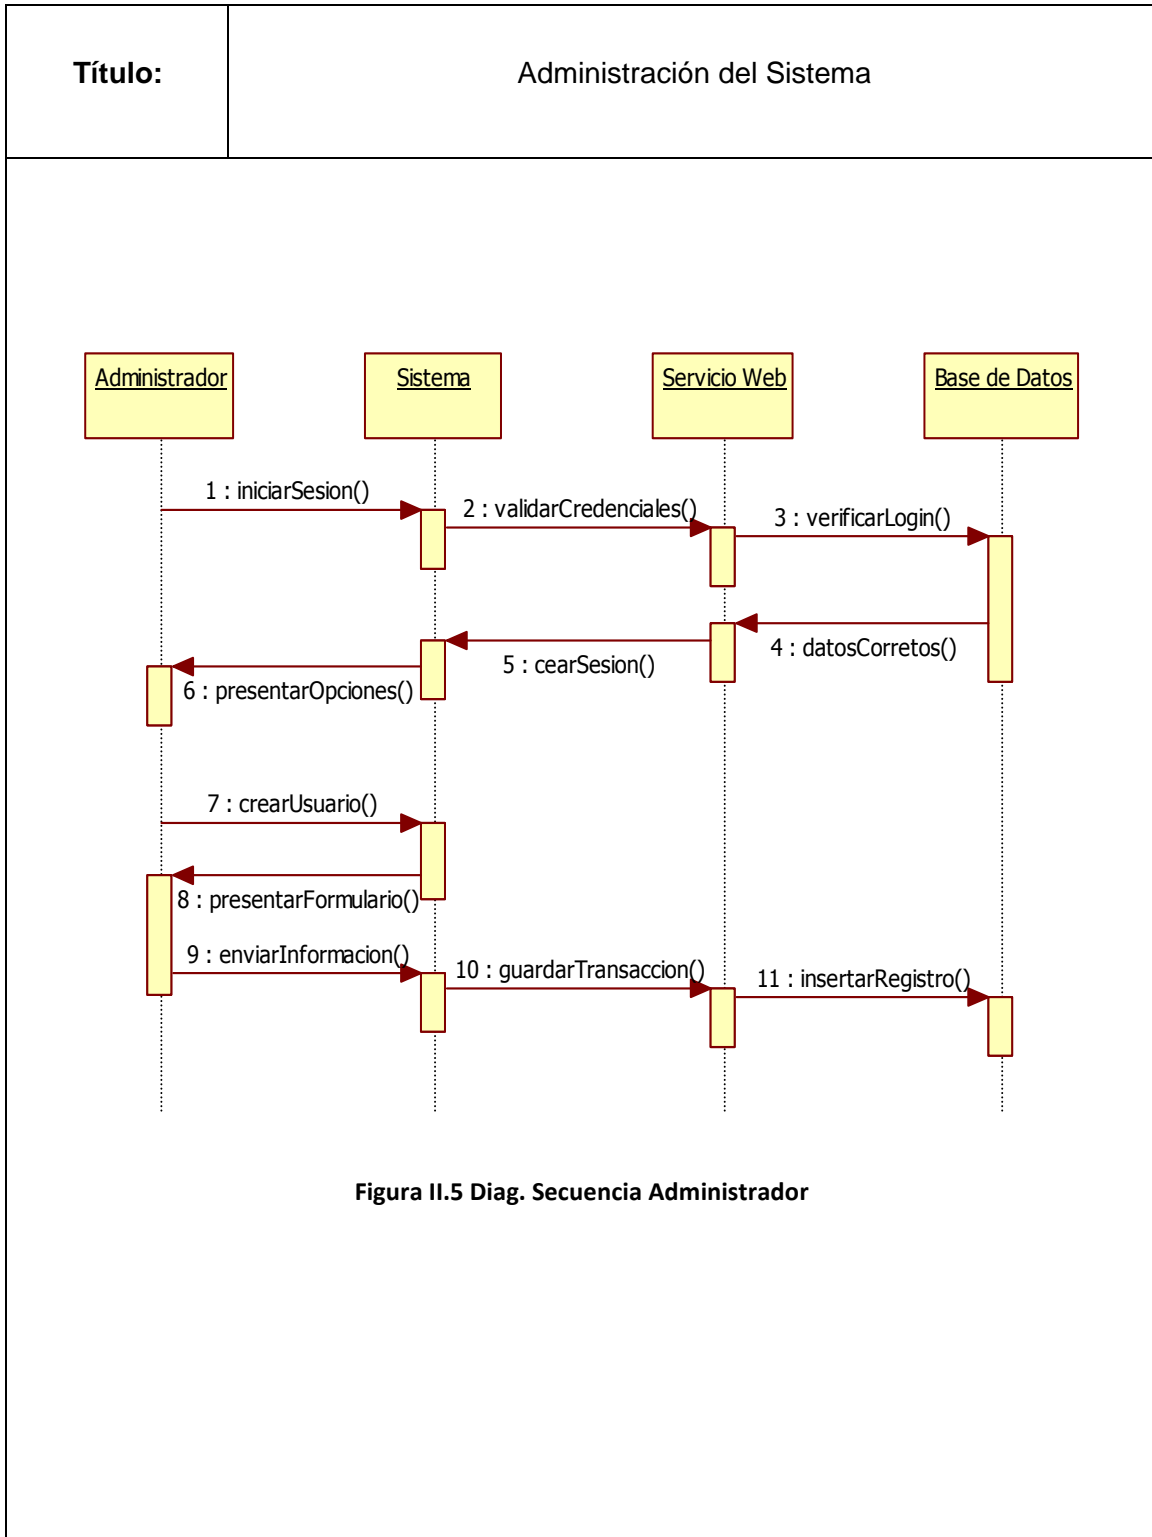 Título:
Administración del Sistema
Administrador
Sistema
Servicio Web
Base de Datos
1 : iniciarSesion()
2 : validarCredenciales()
3 : verificarLogin()
4 : datosCorretos()
5 : cearSesion()
6 : presentarOpciones()
7 : crearUsuario()
8 : presentarFormulario()
9 : enviarInformacion()
10 : guardarTransaccion()
11 : insertarRegistro()
Figura II.5 Diag. Secuencia Administrador